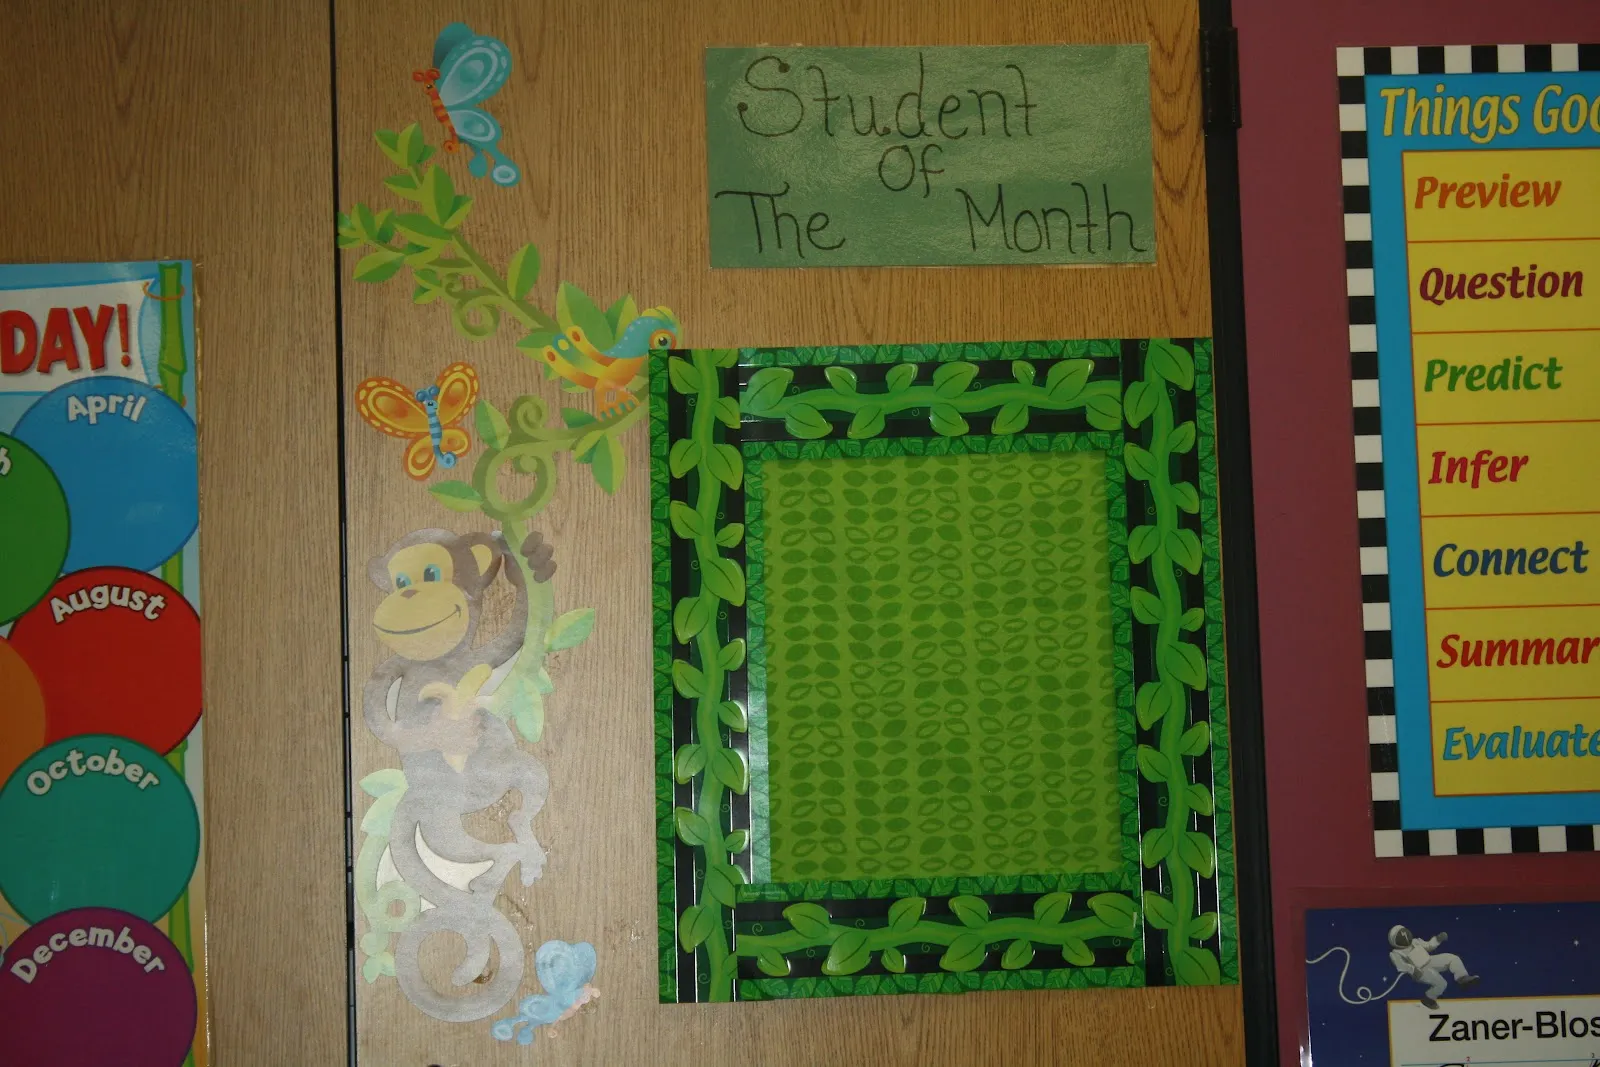 DAY!
April
August
October
December
Student
Of
The Month
Things Goo
Preview
Question
Predict
Infer
Connect
Summar
Evaluate
Zaner-Blos